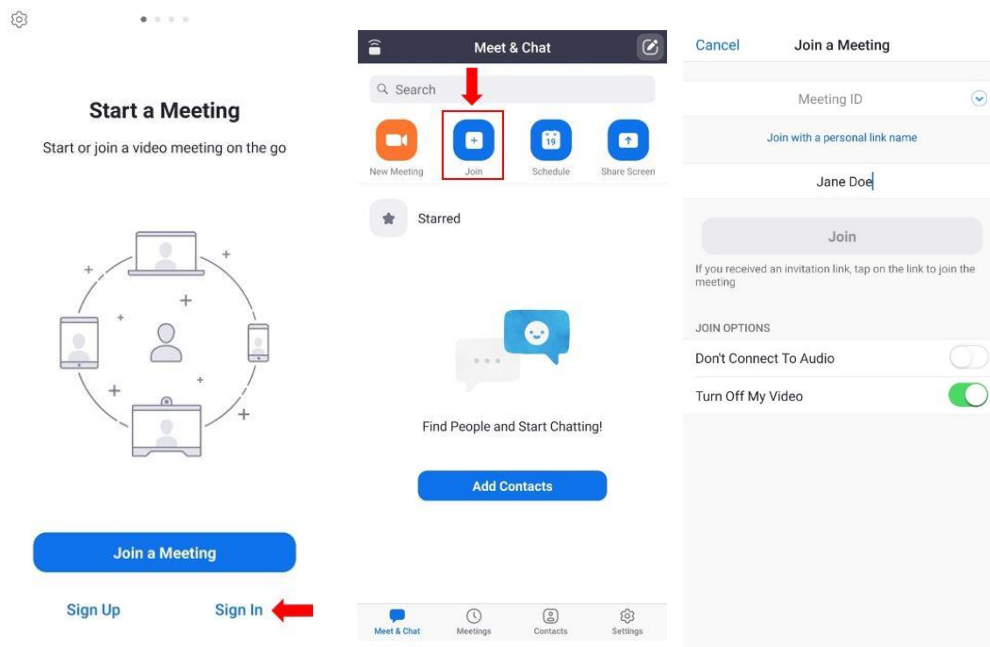 Start a Meeting
Start or join a video meeting on the go
Join a Meeting
Sign Up
Sign In
Meet & Chat
Search
New Meeting
Join
19
Schedule
Share Screen
Starred
Find People and Start Chatting!
Add Contacts
Meet & Chat
Meetings
Contacts
Settings
Cancel
Join a Meeting
Meeting ID
Join with a personal link name
Jane Doe
Join
If you received an invitation link, tap on the link to join the
meeting
JOIN OPTIONS
Don't Connect To Audio
Turn Off My Video